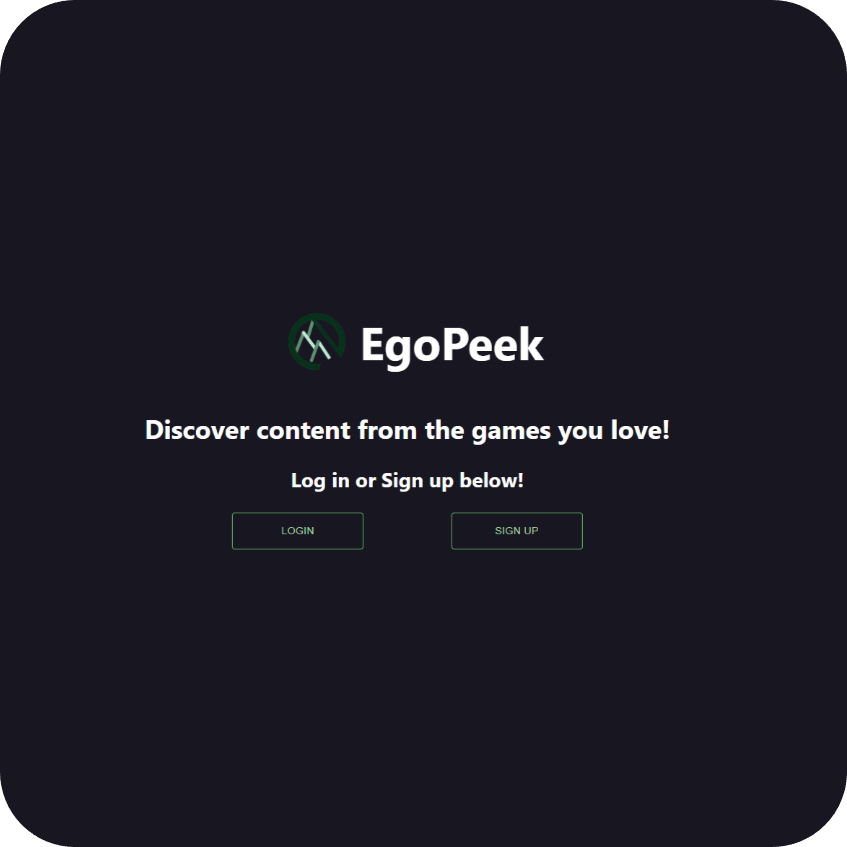 EgoPeek
Discover content from the games you love!
Log in or Sign up below!
LOGIN SIGN UP